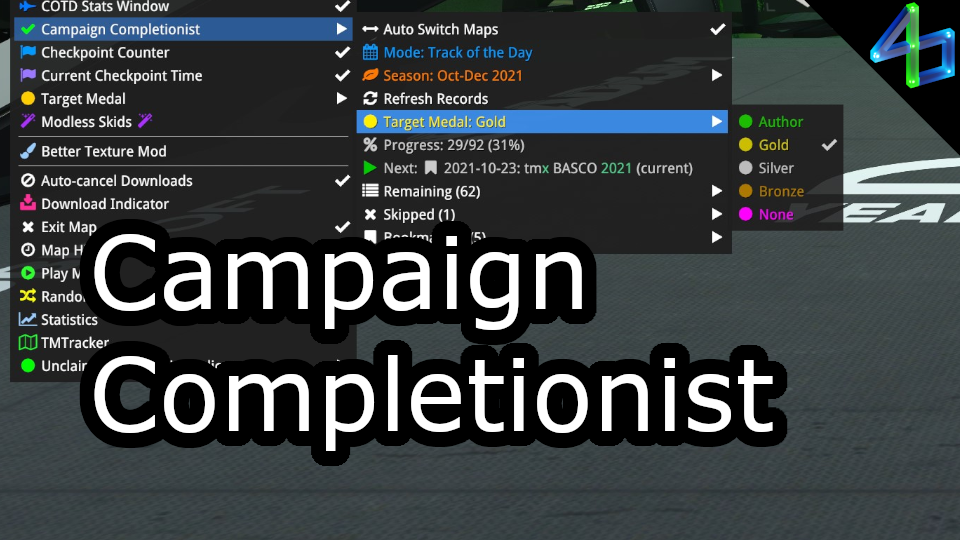 COTD Stats Window
Campaign Completionist
Checkpoint Counter
Current Checkpoint Time
Target Medal
Modless Skids
Better Texture Mod
Auto-cancel Downloads
Download Indicator
Exit Map
Map
Play
Statistics
TMTracker
Auto Switch Maps
Mode: Track of the Day
Season: Oct-Dec 2021
Refresh Records
Target Medal: Gold
Progress: 29/92 (31%)
Next: 2021-10-23: tmx BASCO 2021 (current)
Remaining (62)
Skipped (1)
Author
Gold
Silver
Bronze
None
Campaign
Completionist